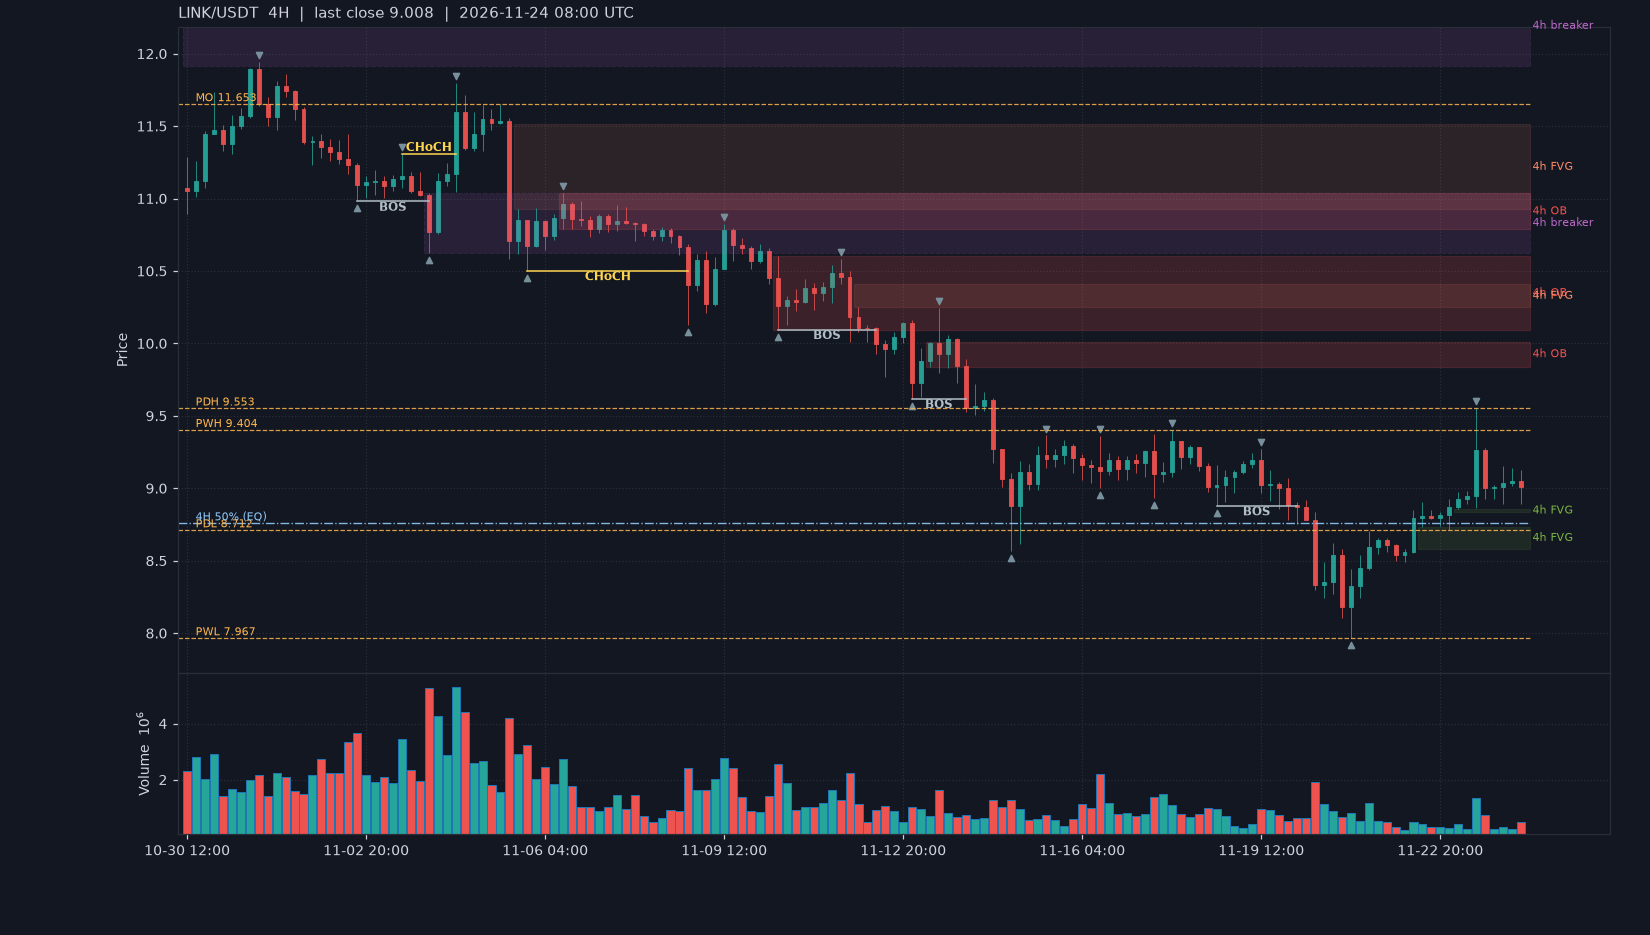 LINK/USDT 4H | last close 9.008 | 2026-11-24 08:00 UTC
4h breaker
12.0
MO 11.653
11.5
CHoCH
4h FVG
11.0
BOS
4h OB
4h breaker
10.5
CHoCH
4h OB
4h FVG
BOS
10.0
4h OB
Price
PDH 9.553
BOS
9.5
PWH 9.404
9.0
BOS
4h FVG
4H 50% (EQ)
PDL 8.712
4h FVG
8.5
PWL 7.967
8.0
Volume 10⁶
4
2
10-30 12:00
11-02 20:00
11-06 04:00
11-09 12:00
11-12 20:00
11-16 04:00
11-19 12:00
11-22 20:00